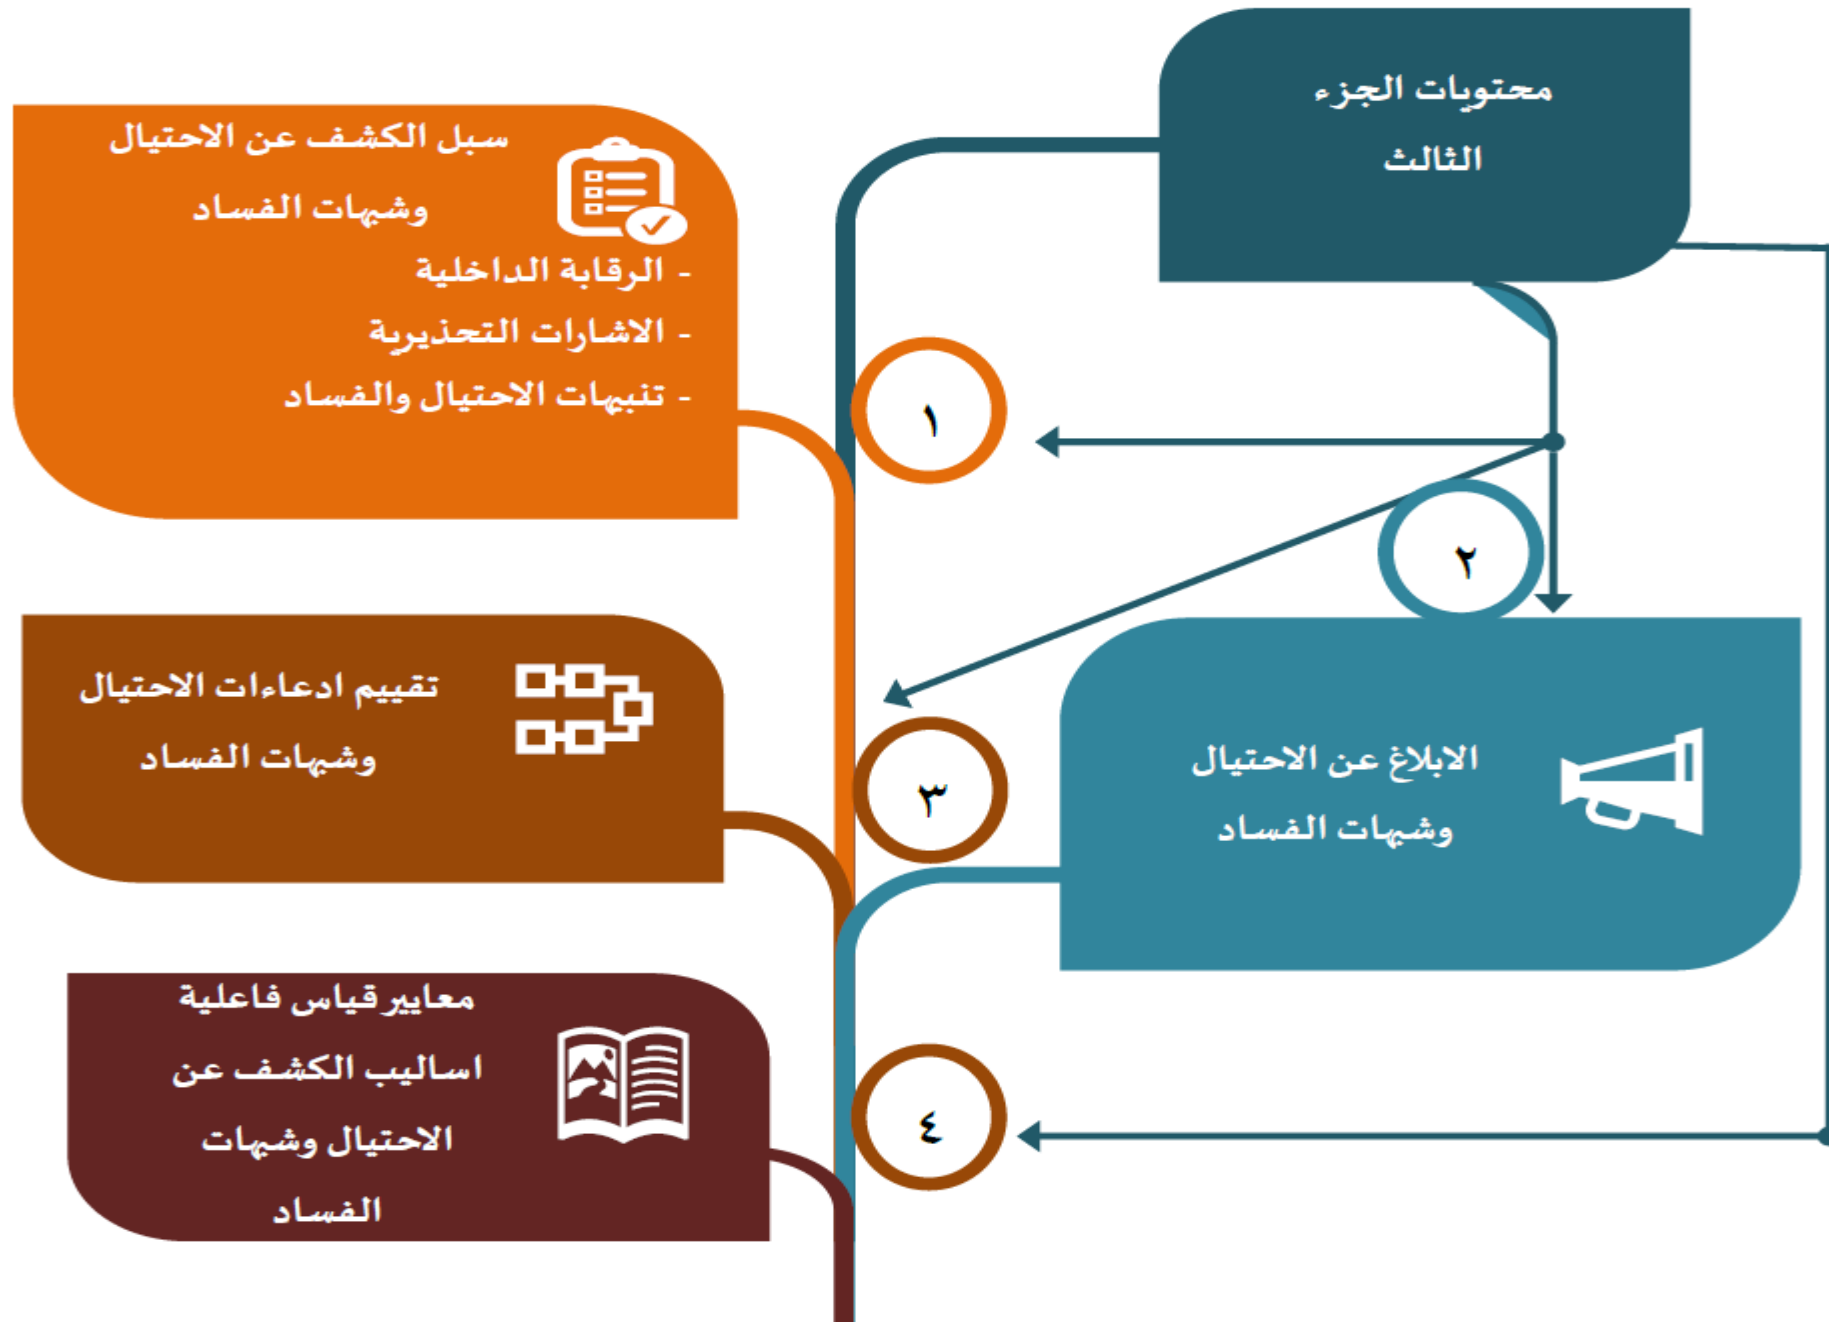 محتويات الجزء
الثالث
١
سبل الكشف عن الاحتيال
وشبهات الفساد
- الرقابة الداخلية
- الاشارات التحذيرية
- تنبيهات الاحتيال والفساد
٢
الابلاغ عن الاحتيال
وشبهات الفساد
٣
تقييم ادعاءات الاحتيال
وشبهات الفساد
٤
معايير قياس فاعلية
اساليب الكشف عن
الاحتيال وشبهات
الفساد